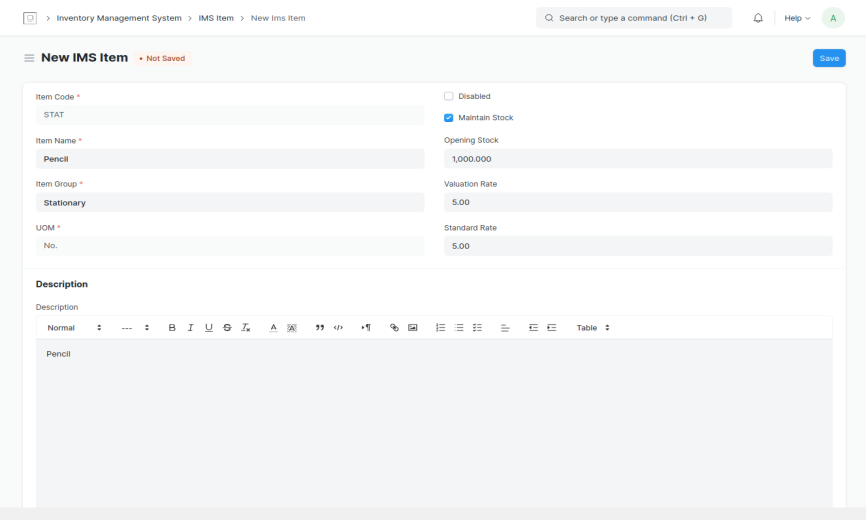 Inventory Management System > IMS Item > New Ims Item
Search or type a command (Ctrl + G)
Help
A
New IMS Item
• Not Saved
Save
Item Code *
STAT
Item Name *
Pencil
Item Group *
Stationary
UOM *
No.
Disabled
Maintain Stock
Opening Stock
1,000.000
Valuation Rate
5.00
Standard Rate
5.00
Description
Description
Normal --- B I U S Tx A A Table
Pencil